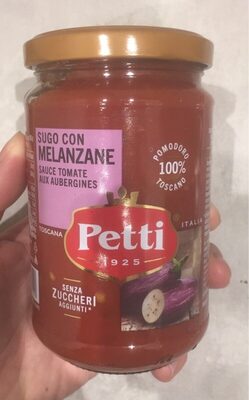 SUGO CON
MELANZANE
SAUCE TOMATE
AUX AUBERGINES
POMODORO
100%
TOSCANO
TOSCANA
ITALIA
Petti
1925
SENZA
ZUCCHERI
AGGIUNTI*